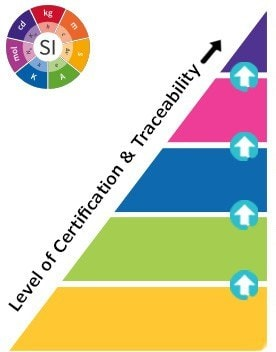 kg
cd
m
SI
mol
s
K
A
Level of Certification & Traceability